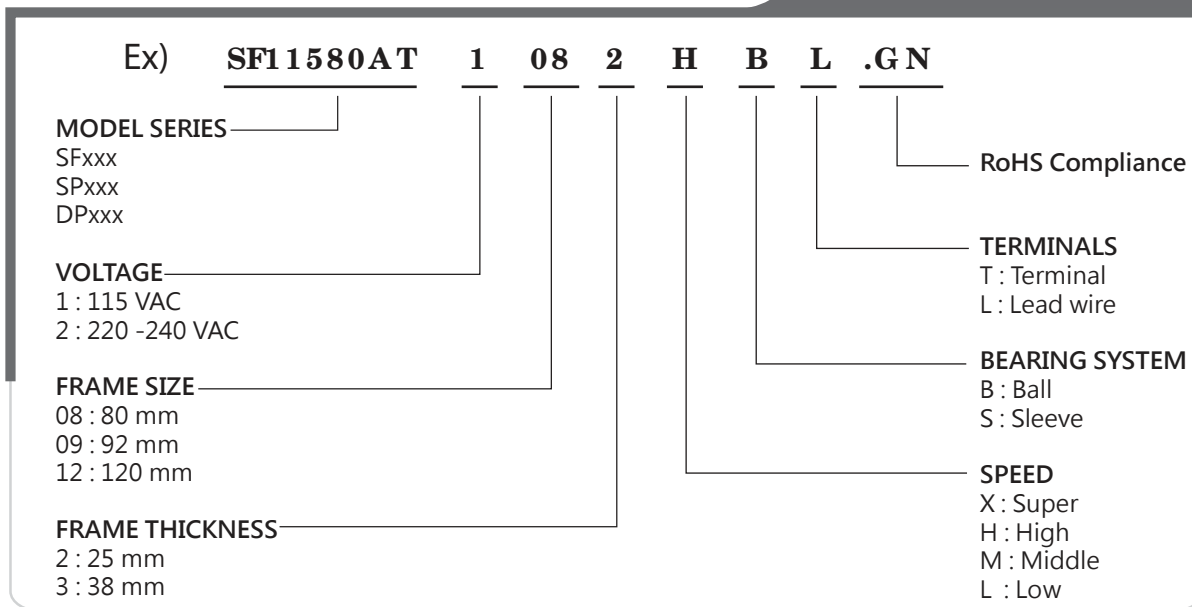 Ex) SF11580AT 1 08 2 H B L .GN
MODEL SERIES
SFxxx
SPxxx
DPxxx
VOLTAGE
1 : 115 VAC
2 : 220 -240 VAC
FRAME SIZE
08 : 80 mm
09 : 92 mm
12 : 120 mm
FRAME THICKNESS
2 : 25 mm
3 : 38 mm
RoHS Compliance
TERMINALS
T : Terminal
L : Lead wire
BEARING SYSTEM
B : Ball
S : Sleeve
SPEED
X : Super
H : High
M : Middle
L : Low